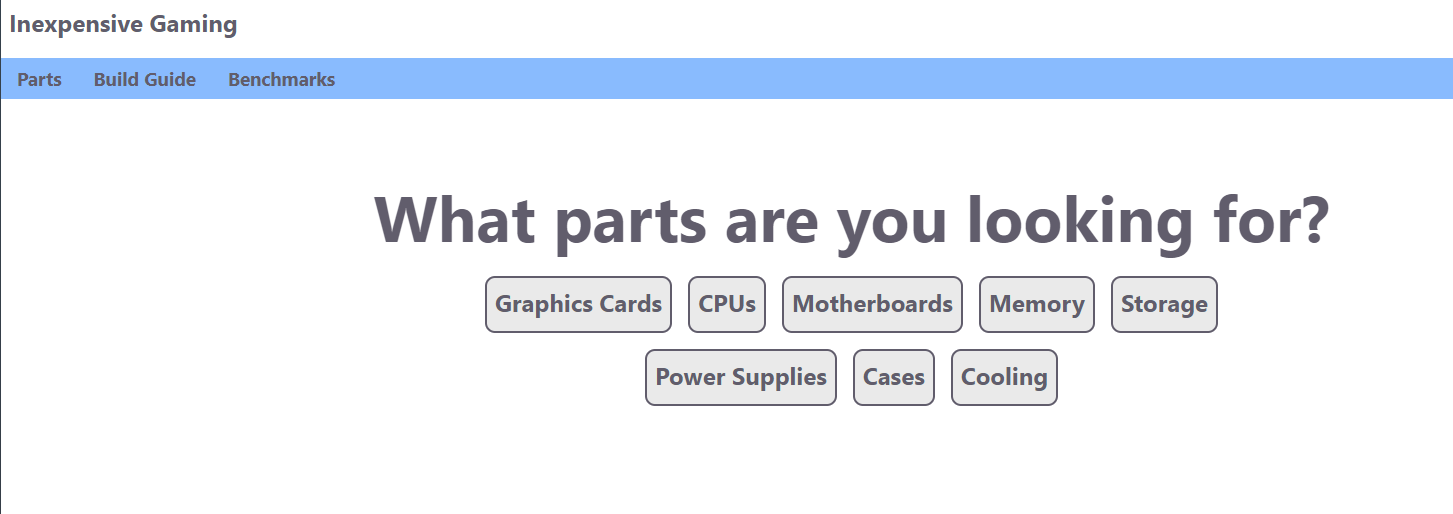 Inexpensive Gaming
Parts Build Guide Benchmarks
What parts are you looking for?
Graphics Cards CPUs Motherboards Memory Storage
Power Supplies Cases Cooling